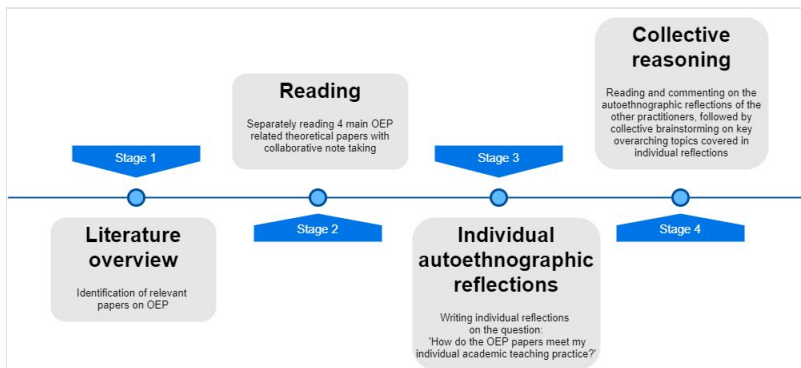 Stage 1
Literature
overview
Identification of relevant
papers on OEP
Reading
Separately reading 4 main OEP
related theoretical papers with
collaborative note taking
Stage 2
Stage 3
Individual
autoethnographic
reflections
Writing individual reflections
on the question:
'How do the OEP papers meet my
individual academic teaching practice?'
Collective
reasoning
Reading and commenting on the
autoethnographic reflections of the
other practitioners, followed by
collective brainstorming on key
overarching topics covered in
individual reflections
Stage 4